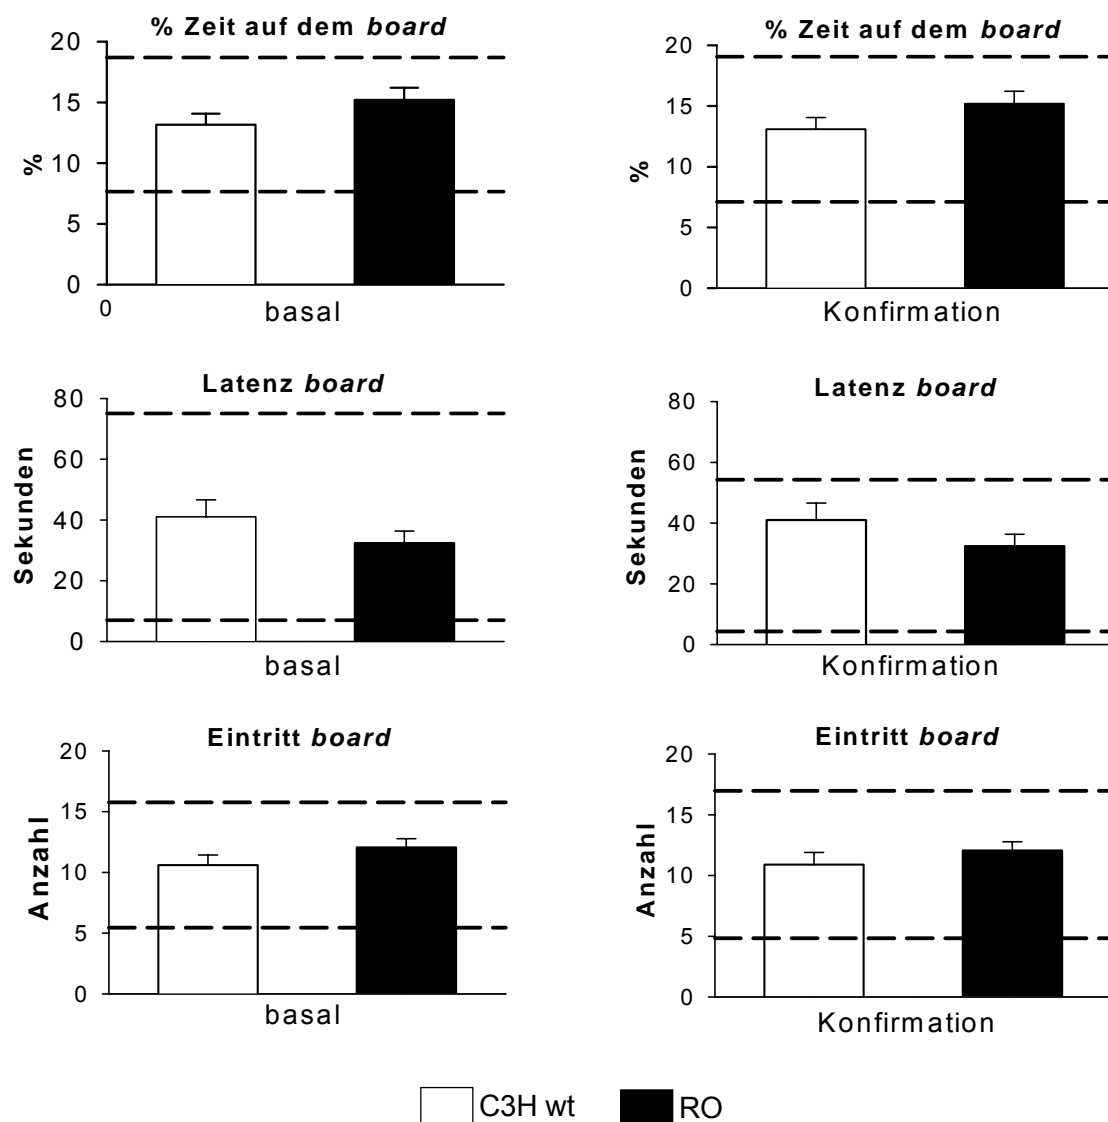 % Zeit auf dem board
20
15
10
5
0
%
0
basal
% Zeit auf dem board
20
15
10
5
0
%
Konfirmation
Latenz board
80
60
40
20
0
Sekunden
basal
Latenz board
80
60
40
20
0
Sekunden
Konfirmation
Eintritt board
20
15
10
5
0
Anzahl
basal
Eintritt board
20
15
10
5
0
Anzahl
Konfirmation
C3H wt
RO